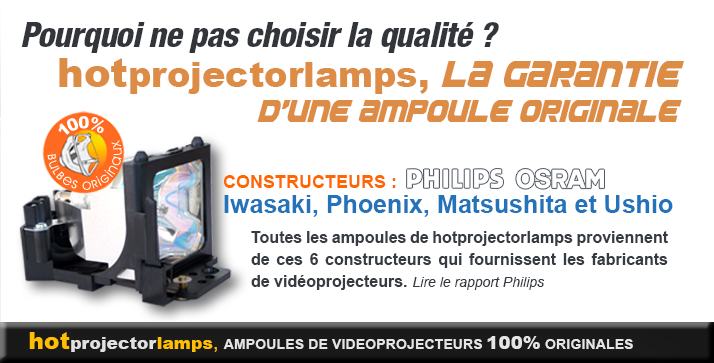 Pourquoi ne pas choisir la qualité ?
hotprojectorlamps, LA GARANTIE
D'UNE AMPOULE ORIGINALE
100%
BULBES ORIGINAUX
CONSTRUCTEURS : PHILIPS OSRAM
Iwasaki, Phoenix, Matsushita et Ushio
Toutes les ampoules de hotprojectorlamps proviennent
de ces 6 constructeurs qui fournissent les fabricants
de vidéoprojecteurs. Lire le rapport Philips
hotprojectorlamps, AMPOULES DE VIDEOPROJECTEURS 100% ORIGINALES